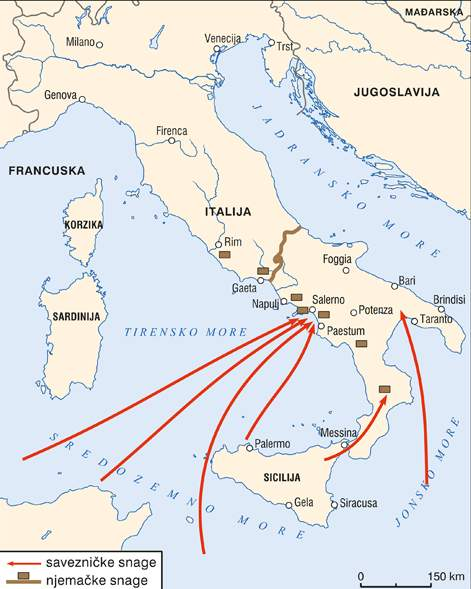 MAĐARSKA
Milano
Venecija
Trst
Genova
JUGOSLAVIJA
Firenca
JADRANSKO MORE
FRANCUSKA
KORZIKA
ITALIJA
Rim
Foggia
Gaeta
Bari
Napulj
Salerno
Potenza
Brindisi
SARDINIJA
Taranto
Paestum
TIRENSKO MORE
Palermo
Messina
SREDOZEMNO MORE
SICILIJA
JONSKO MORE
Gela
Siracusa
savezničke snage
njemačke snage
0 150 km